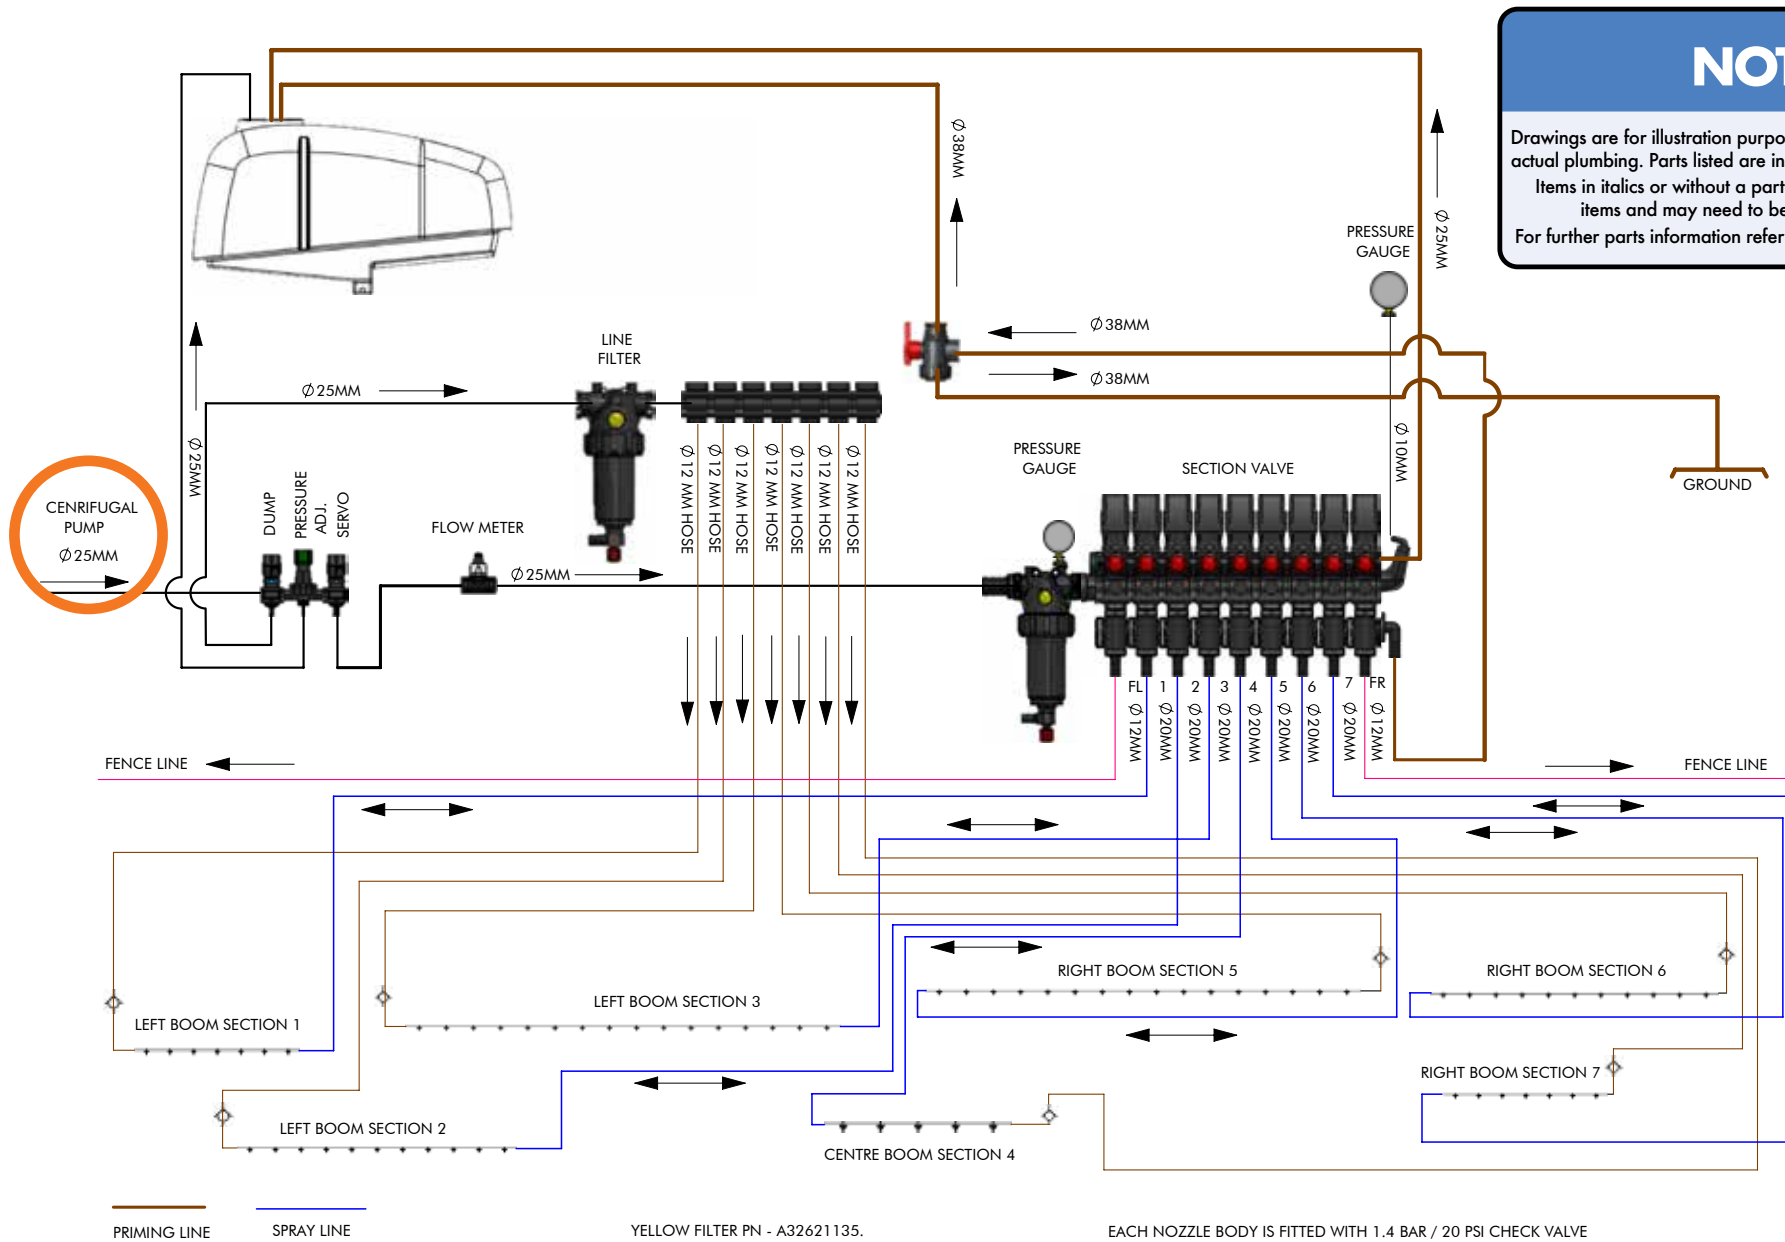 NOT
Drawings are for illustration purpo
actual plumbing. Parts listed are in
Items in italics or without a part
items and may need to be
For further parts information refer
Ø38MM
Ø25MM
PRESSURE
GAUGE
Ø38MM
Ø38MM
LINE
FILTER
Ø25MM
Ø25MM
Ø10MM
PRESSURE
GAUGE
SECTION VALVE
GROUND
CENRIFUGAL
PUMP
Ø25MM
DUMP
PRESSURE
ADJ.
SERVO
FLOW METER
Ø25MM
Ø12 MM HOSE
Ø12 MM HOSE
Ø12 MM HOSE
Ø12 MM HOSE
Ø12 MM HOSE
Ø12 MM HOSE
Ø12 MM HOSE
FL 1 2 3 4 5 6 7 FR
Ø12MM
Ø20MM
Ø20MM
Ø20MM
Ø20MM
Ø20MM
Ø20MM
Ø20MM
Ø12MM
FENCE LINE
FENCE LINE
RIGHT BOOM SECTION 5
RIGHT BOOM SECTION 6
LEFT BOOM SECTION 3
LEFT BOOM SECTION 1
RIGHT BOOM SECTION 7
LEFT BOOM SECTION 2
CENTRE BOOM SECTION 4
PRIMING LINE
SPRAY LINE
YELLOW FILTER PN - A32621135.
EACH NOZZLE BODY IS FITTED WITH 1.4 BAR / 20 PSI CHECK VALVE